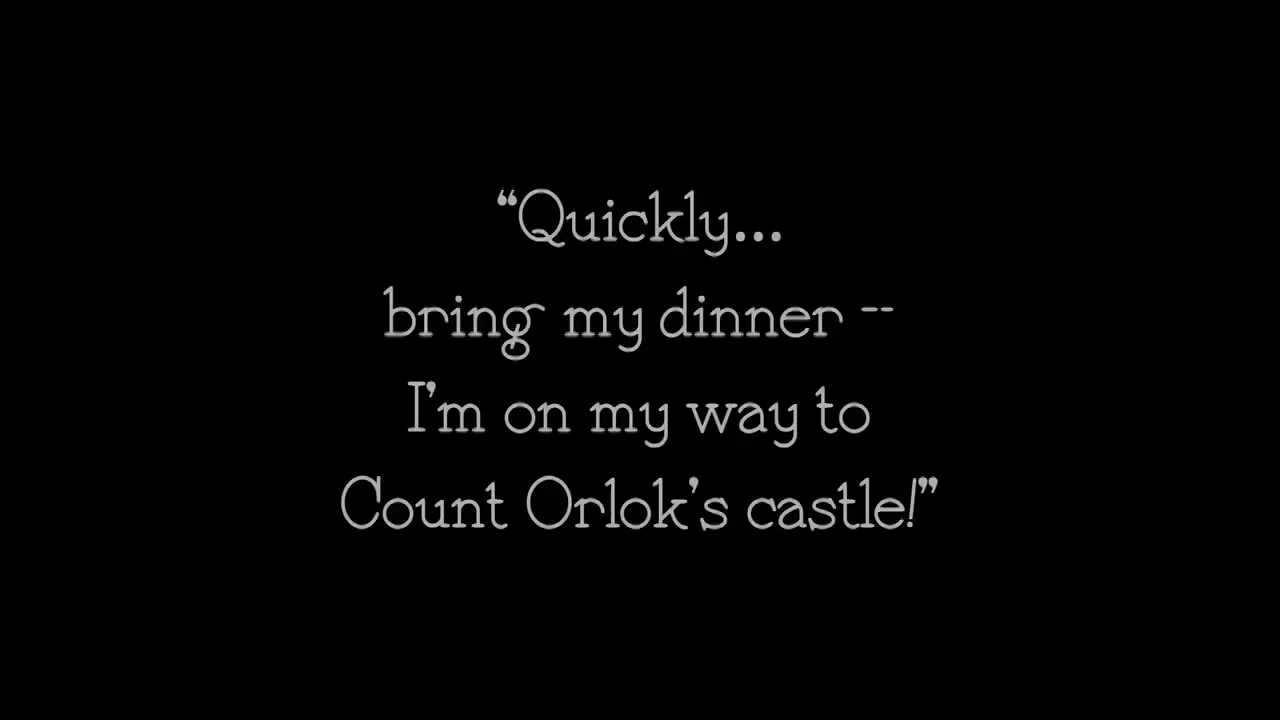 “Quickly...
bring my dinner --
I’m on my way to
Count Orlok’s castle!”